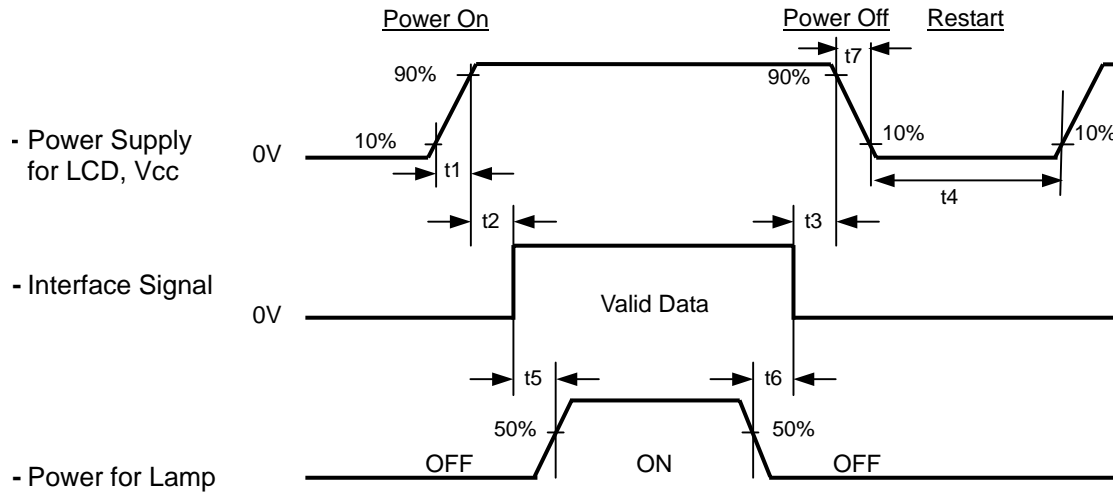 Power On
Power Off
Restart
t7
90%
90%
- Power Supply
for LCD, Vcc
0V
10%
10%
10%
t1
t4
t2
t3
- Interface Signal
0V
Valid Data
t5
t6
50%
50%
- Power for Lamp
OFF
ON
OFF